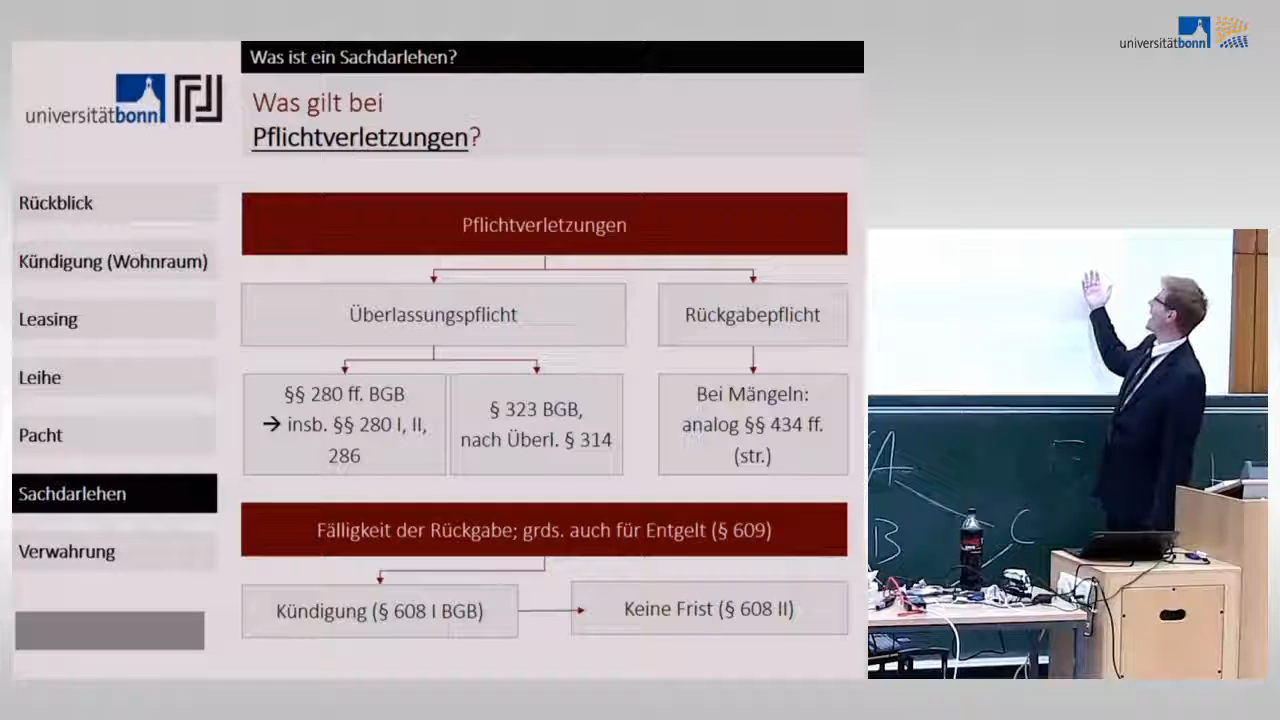 universitätbonn
Was ist ein Sachdarlehen?
universitätbonn
Was gilt bei
Pflichtverletzungen?
Rückblick
Kündigung (Wohnraum)
Leasing
Leihe
Pacht
Sachdarlehen
Verwahrung
Pflichtverletzungen
Überlassungspflicht
Rückgabepflicht
§§ 280 ff. BGB
→ insb. §§ 280 I, II,
286
§ 323 BGB,
nach Überl. § 314
Bei Mängeln:
analog §§ 434 ff.
(str.)
Fälligkeit der Rückgabe; grds. auch für Entgelt (§ 609)
Kündigung (§ 608 I BGB)
Keine Frist (§ 608 II)
A
B
C